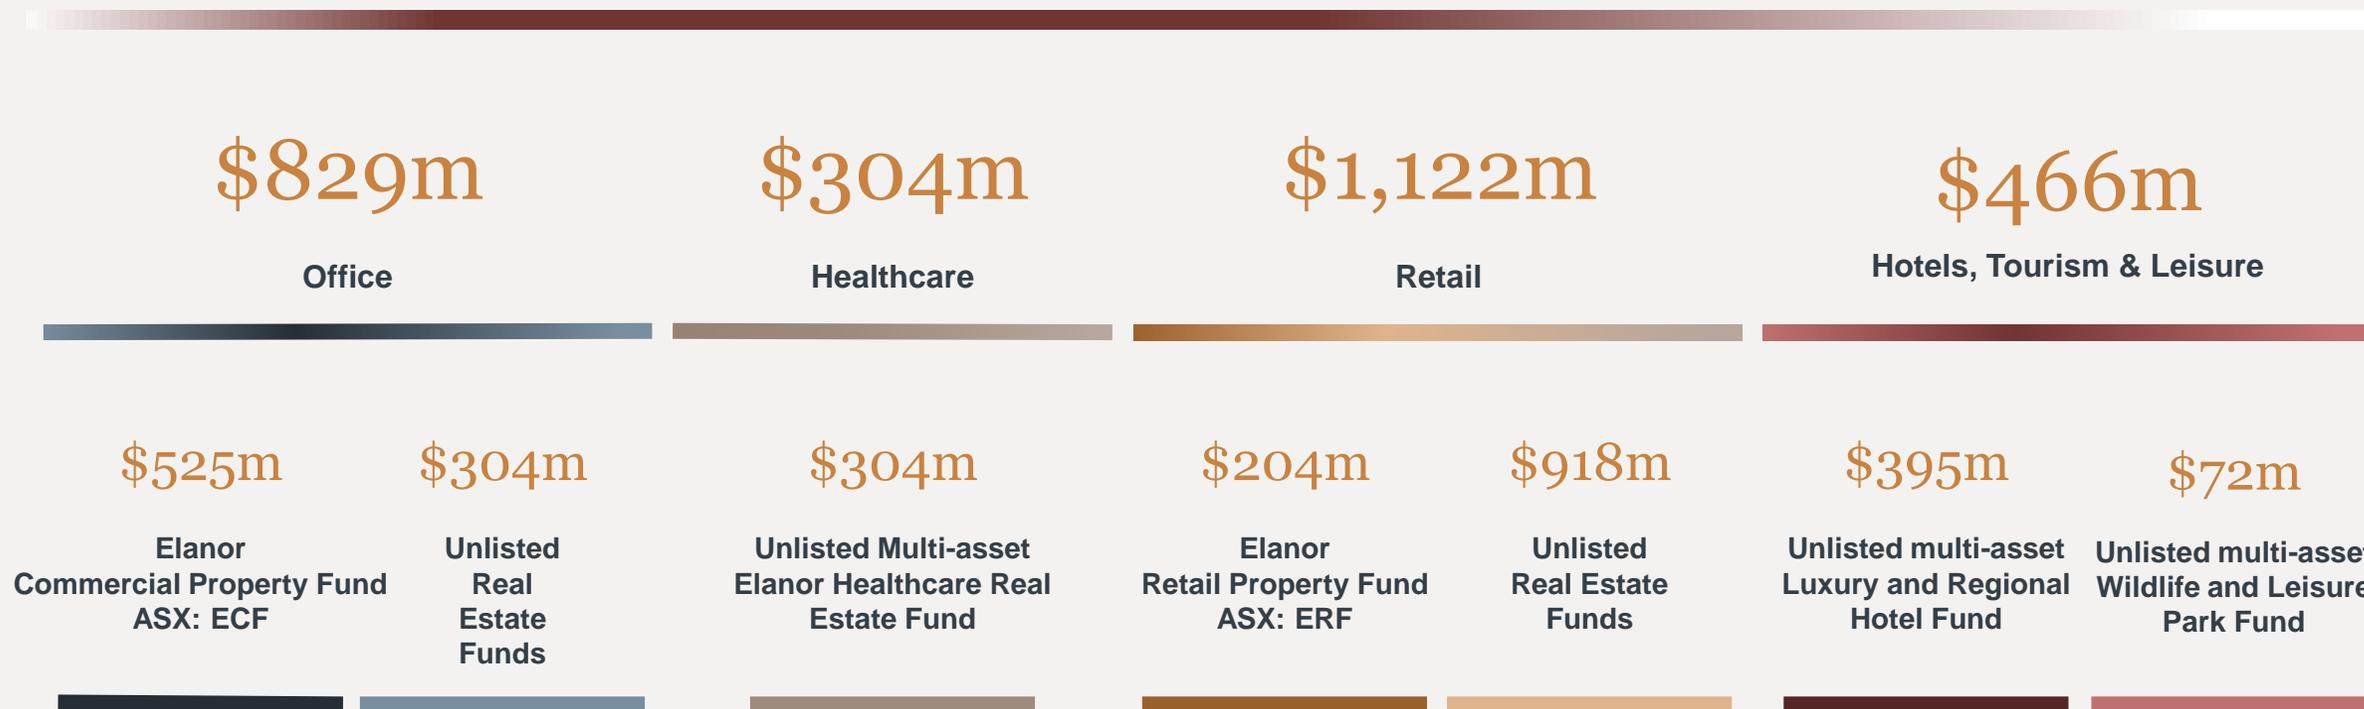 $829m
Office
$304m
Healthcare
$1,122m
Retail
$466m
Hotels, Tourism & Leisure
$525m
Elanor
Commercial Property Fund
ASX: ECF
$304m
Unlisted
Real
Estate
Funds
$304m
Unlisted Multi-asset
Elanor Healthcare Real
Estate Fund
$204m
Elanor
Retail Property Fund
ASX: ERF
$918m
Unlisted
Real Estate
Funds
$395m
Unlisted multi-asset
Luxury and Regional
Hotel Fund
$72m
Unlisted multi-asset
Wildlife and Leisure
Park Fund